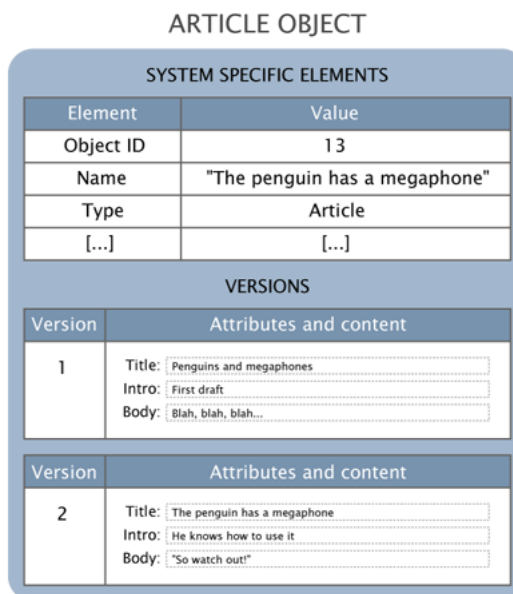 ARTICLE OBJECT
SYSTEM SPECIFIC ELEMENTS
Element Value
Object ID 13
Name "The penguin has a megaphone"
Type Article
[...] [...]
VERSIONS
Version Attributes and content
1 Title: Penguins and megaphones
Intro: First draft
Body: Blah, blah, blah...
Version Attributes and content
2 Title: The penguin has a megaphone
Intro: He knows how to use it
Body: "So watch out!"